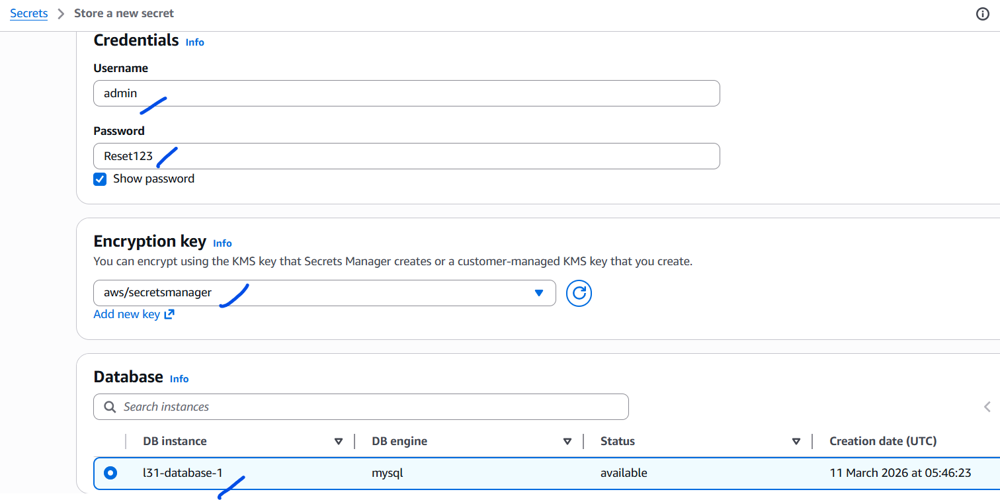 Secrets > Store a new secret
Credentials Info
Username
admin
Password
Reset123
Show password
Encryption key Info
You can encrypt using the KMS key that Secrets Manager creates or a customer-managed KMS key that you create.
aws/secretsmanager
Add new key
Database Info
Search instances
DB instance DB engine Status Creation date (UTC)
l31-database-1 mysql available 11 March 2026 at 05:46:23